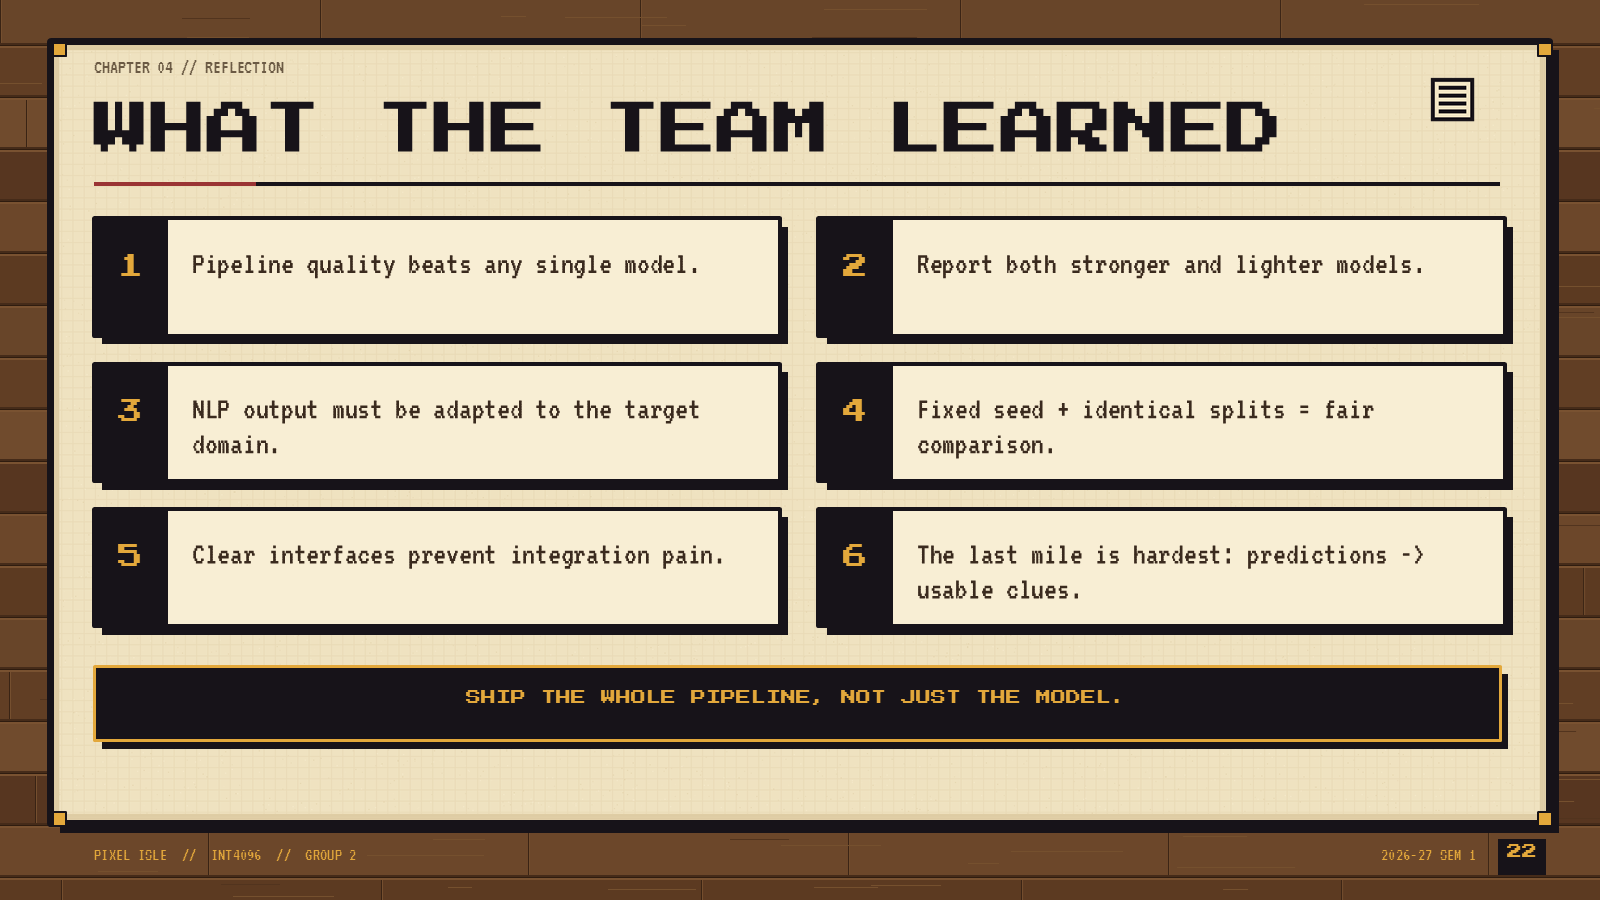 CHAPTER 04 // REFLECTION
WHAT THE TEAM LEARNED
1
Pipeline quality beats any single model.
2
Report both stronger and lighter models.
3
NLP output must be adapted to the target
domain.
4
Fixed seed + identical splits = fair
comparison.
5
Clear interfaces prevent integration pain.
6
The last mile is hardest: predictions ->
usable clues.
SHIP THE WHOLE PIPELINE, NOT JUST THE MODEL.
PIXEL ISLE // INT4096 // GROUP 2
2026-27 SEM 1
22